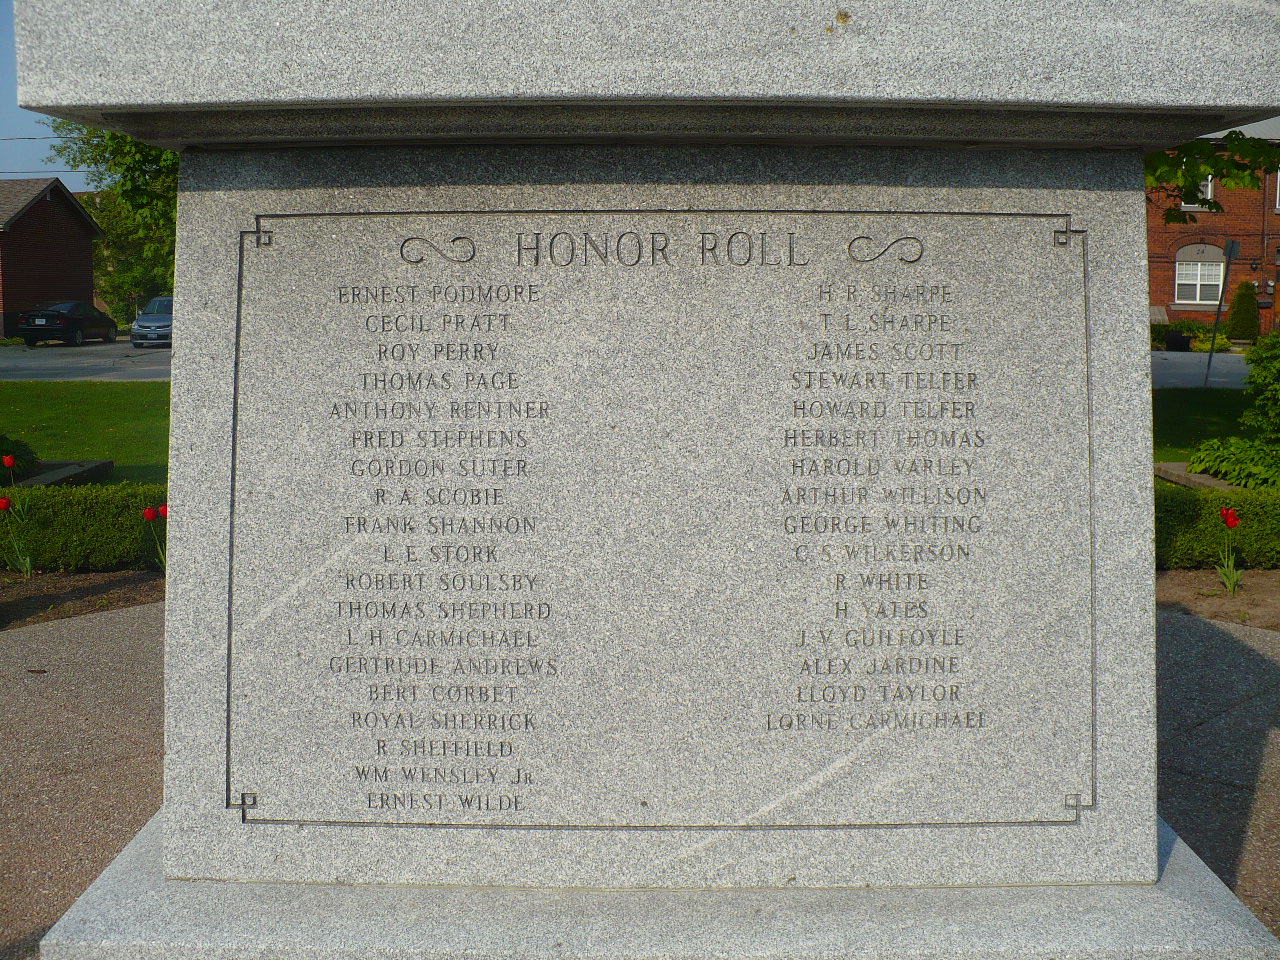 HONOR ROLL
ERNEST PODMORE
CECIL PRATT
ROY PERRY
THOMAS PAGE
ANTHONY RENTNER
FRED STEPHENS
GORDON SUTER
R A SCOBIE
FRANK SHANNON
L E STORK
ROBERT SOULSBY
THOMAS SHEPHERD
L H CARMICHAEL
GERTRUDE ANDREWS
BERT CORBET
ROYAL SHERRICK
R SHEFFIELD
WM WENSLEY JR
ERNEST WILDE
H R SHARPE
T L SHARPE
JAMES SCOTT
STEWART TELFER
HOWARD TELFER
HERBERT THOMAS
HAROLD VARLEY
ARTHUR WILLISON
GEORGE WHITING
C S WILKERSON
R WHITE
H YATES
J V GUILFOYLE
ALEX JARDINE
LLOYD TAYLOR
LORNE CARMICHAEL